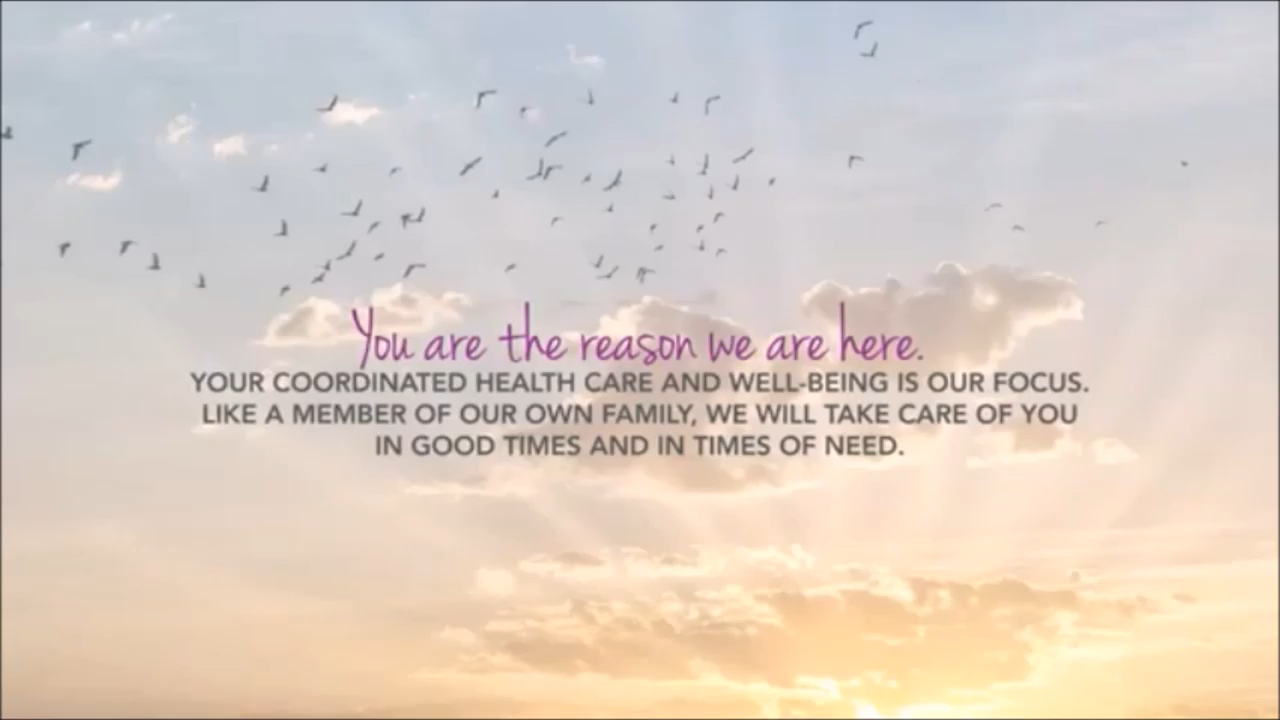 You are the reason we are here.
YOUR COORDINATED HEALTH CARE AND WELL-BEING IS OUR FOCUS.
LIKE A MEMBER OF OUR OWN FAMILY, WE WILL TAKE CARE OF YOU
IN GOOD TIMES AND IN TIMES OF NEED.